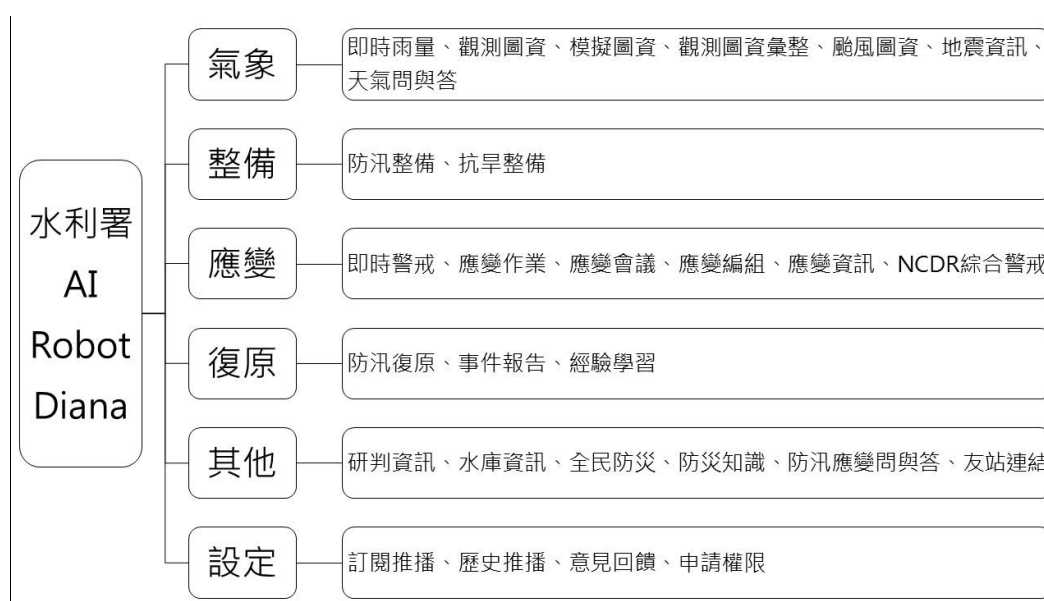 水利署
AI
Robot
Diana
氣象
即時雨量、觀測圖資、模擬圖資、觀測圖資彙整、颱風圖資、地震資訊、
天氣問與答
整備
防汛整備、抗旱整備
應變
即時警戒、應變作業、應變會議、應變編組、應變資訊、NCDR綜合警戒
復原
防汛復原、事件報告、經驗學習
其他
研判資訊、水庫資訊、全民防災、防災知識、防汛應變問與答、友站連結
設定
訂閱推播、歷史推播、意見回饋、申請權限